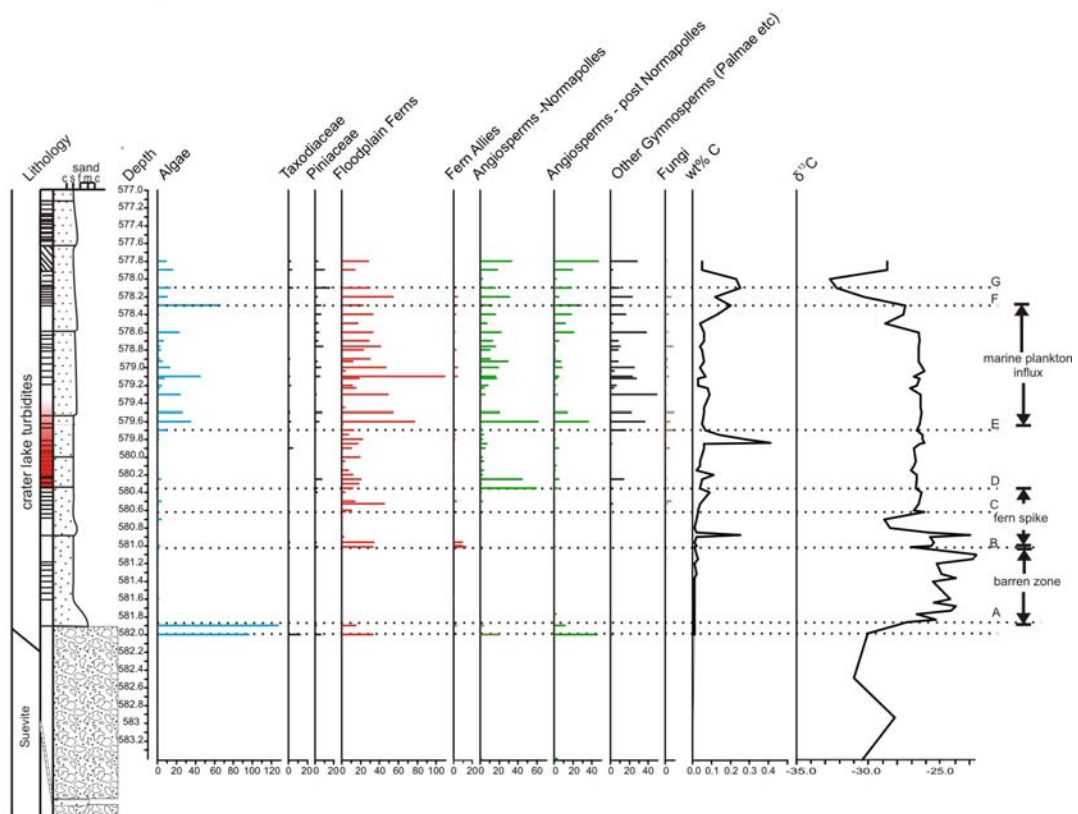 Lithology
sand
c s f m c
Depth
Algae
Taxodiaceae
Piniaceae
Floodplain Ferns
Fern Allies
Angiosperms -Normapolles
Angiosperms - post Normapolles
Other Gymnosperms (Palmae etc)
Fungi
wt% C
δ¹³C
crater lake turbidites
Suevite
577.0
577.2
577.4
577.6
577.8
578.0
578.2
578.4
578.6
578.8
579.0
579.2
579.4
579.6
579.8
580.0
580.2
580.4
580.6
580.8
581.0
581.2
581.4
581.6
581.8
582.0
582.2
582.4
582.6
582.8
583
583.2
G
F
marine plankton
influx
E
D
C
fern spike
B
barren zone
A
0 20 40 60 80 100 120
0 20
0 20
0 20 40 60 80 100
0
0 20 40 60
0 20 40
0 20 40
0
0.0 0.1 0.2 0.3 0.4
-35.0 -30.0 -25.0